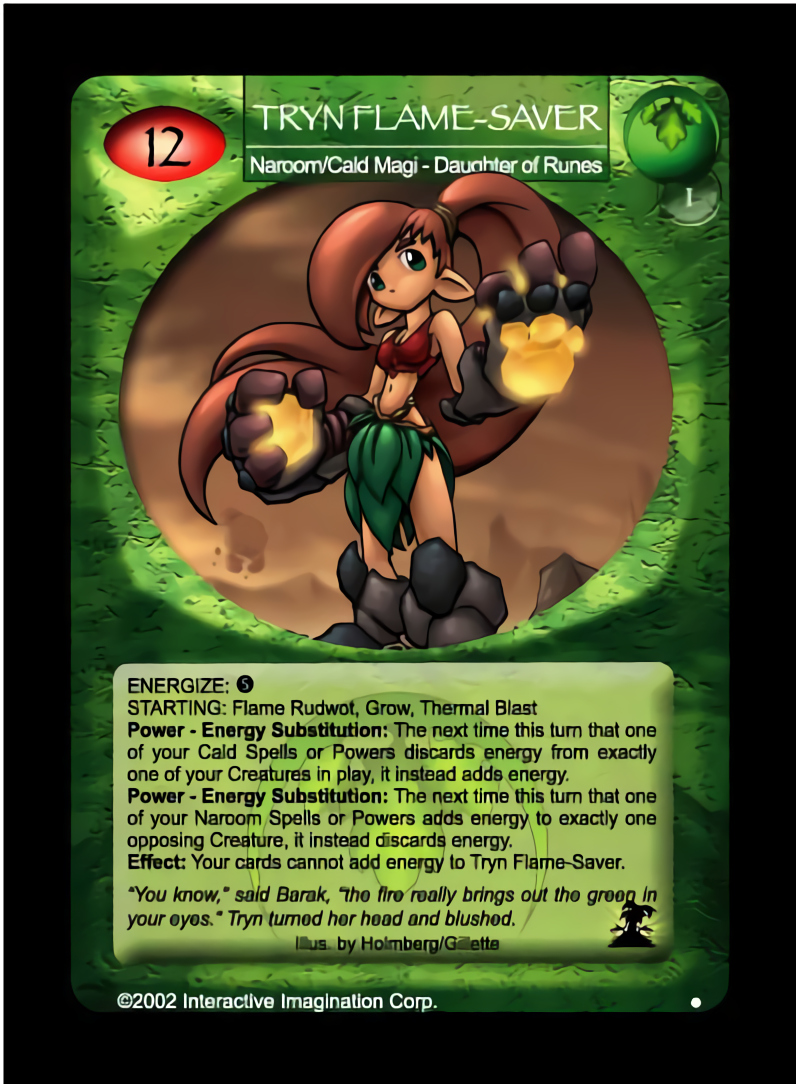 12
TRYN FLAME-SAVER
Naroom/Cald Magi - Daughter of Runes
I
ENERGIZE: 5
STARTING: Flame Rudwot, Grow, Thermal Blast
Power - Energy Substitution: The next time this turn that one
of your Cald Spells or Powers discards energy from exactly
one of your Creatures in play, it instead adds energy.
Power - Energy Substitution: The next time this turn that one
of your Naroom Spells or Powers adds energy to exactly one
opposing Creature, it instead discards energy.
Effect: Your cards cannot add energy to Tryn Flame-Saver.
"You know," said Barak, "the fire really brings out the green in
your eyes." Tryn turned her head and blushed.
Illus. by Holmberg/Gillette
©2002 Interactive Imagination Corp.